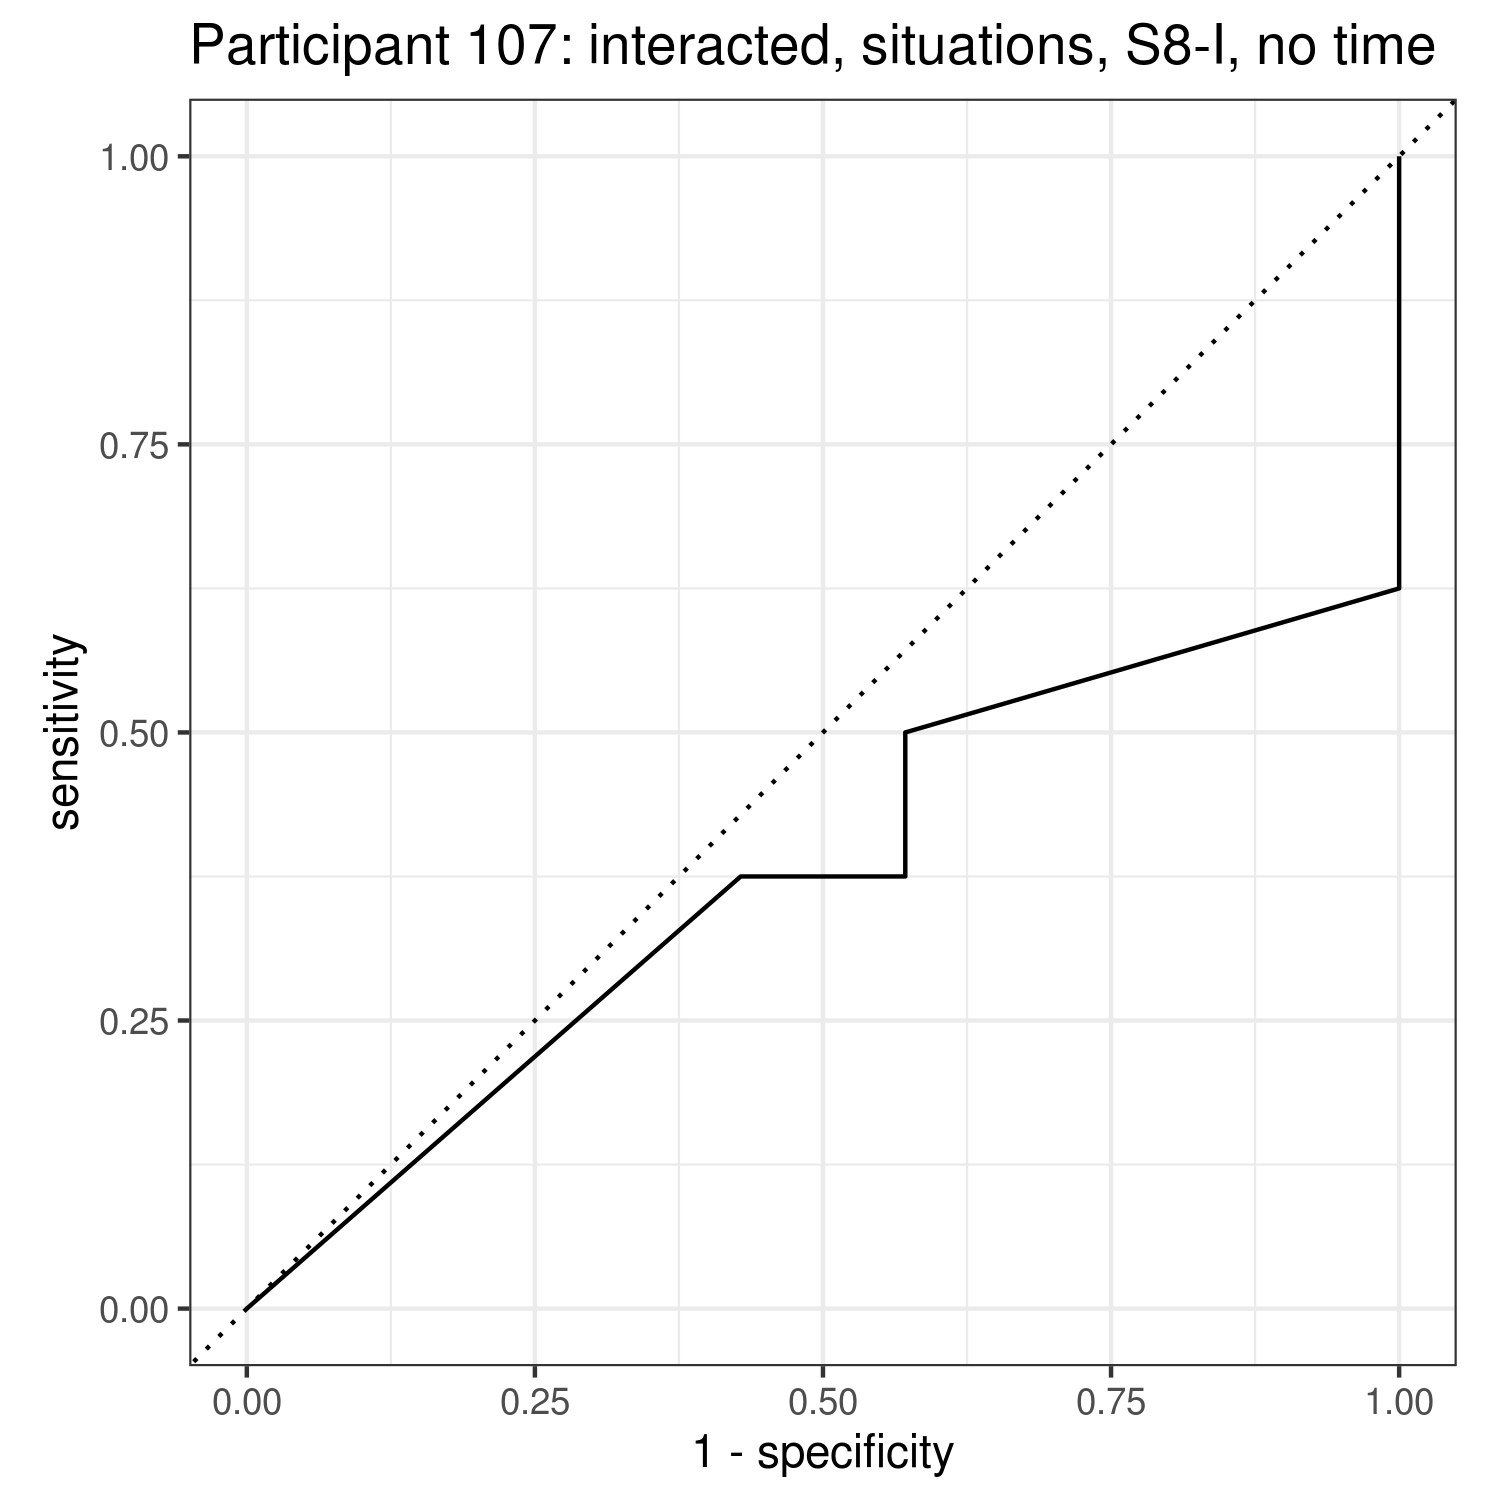 Participant 107: interacted, situations, S8-I, no time
1.00
0.75
0.50
0.25
0.00
sensitivity
0.00 0.25 0.50 0.75 1.00
1 - specificity